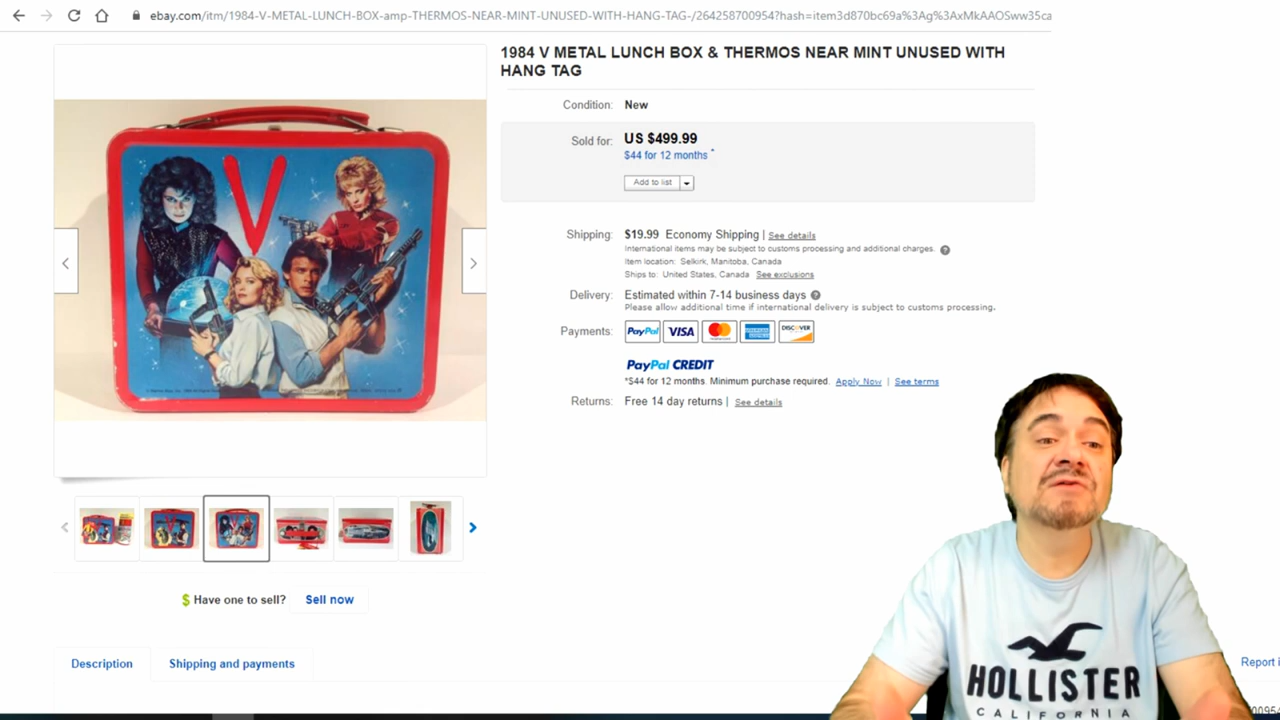 ebay.com/itm/1984-V-METAL-LUNCH-BOX-amp-THERMOS-NEAR-MINT-UNUSED-WITH-HANG-TAG-/264258700954?hash=item3d870bc69a%3Ag%3AxMkAAOSww35ca
1984 V METAL LUNCH BOX & THERMOS NEAR MINT UNUSED WITH
HANG TAG
Condition: New
Sold for: US $499.99
$44 for 12 months *
Add to list
Shipping: $19.99 Economy Shipping | See details
International items may be subject to customs processing and additional charges.
Item location: Selkirk, Manitoba, Canada
Ships to: United States, Canada See exclusions
Delivery: Estimated within 7-14 business days
Please allow additional time if international delivery is subject to customs processing.
Payments: PayPal VISA MasterCard AMERICAN EXPRESS DISCOVER
PayPal CREDIT
*$44 for 12 months. Minimum purchase required. Apply Now | See terms
Returns: Free 14 day returns | See details
V
$ Have one to sell? Sell now
Description Shipping and payments
Report i
HOLLISTER
CALIFORNIA